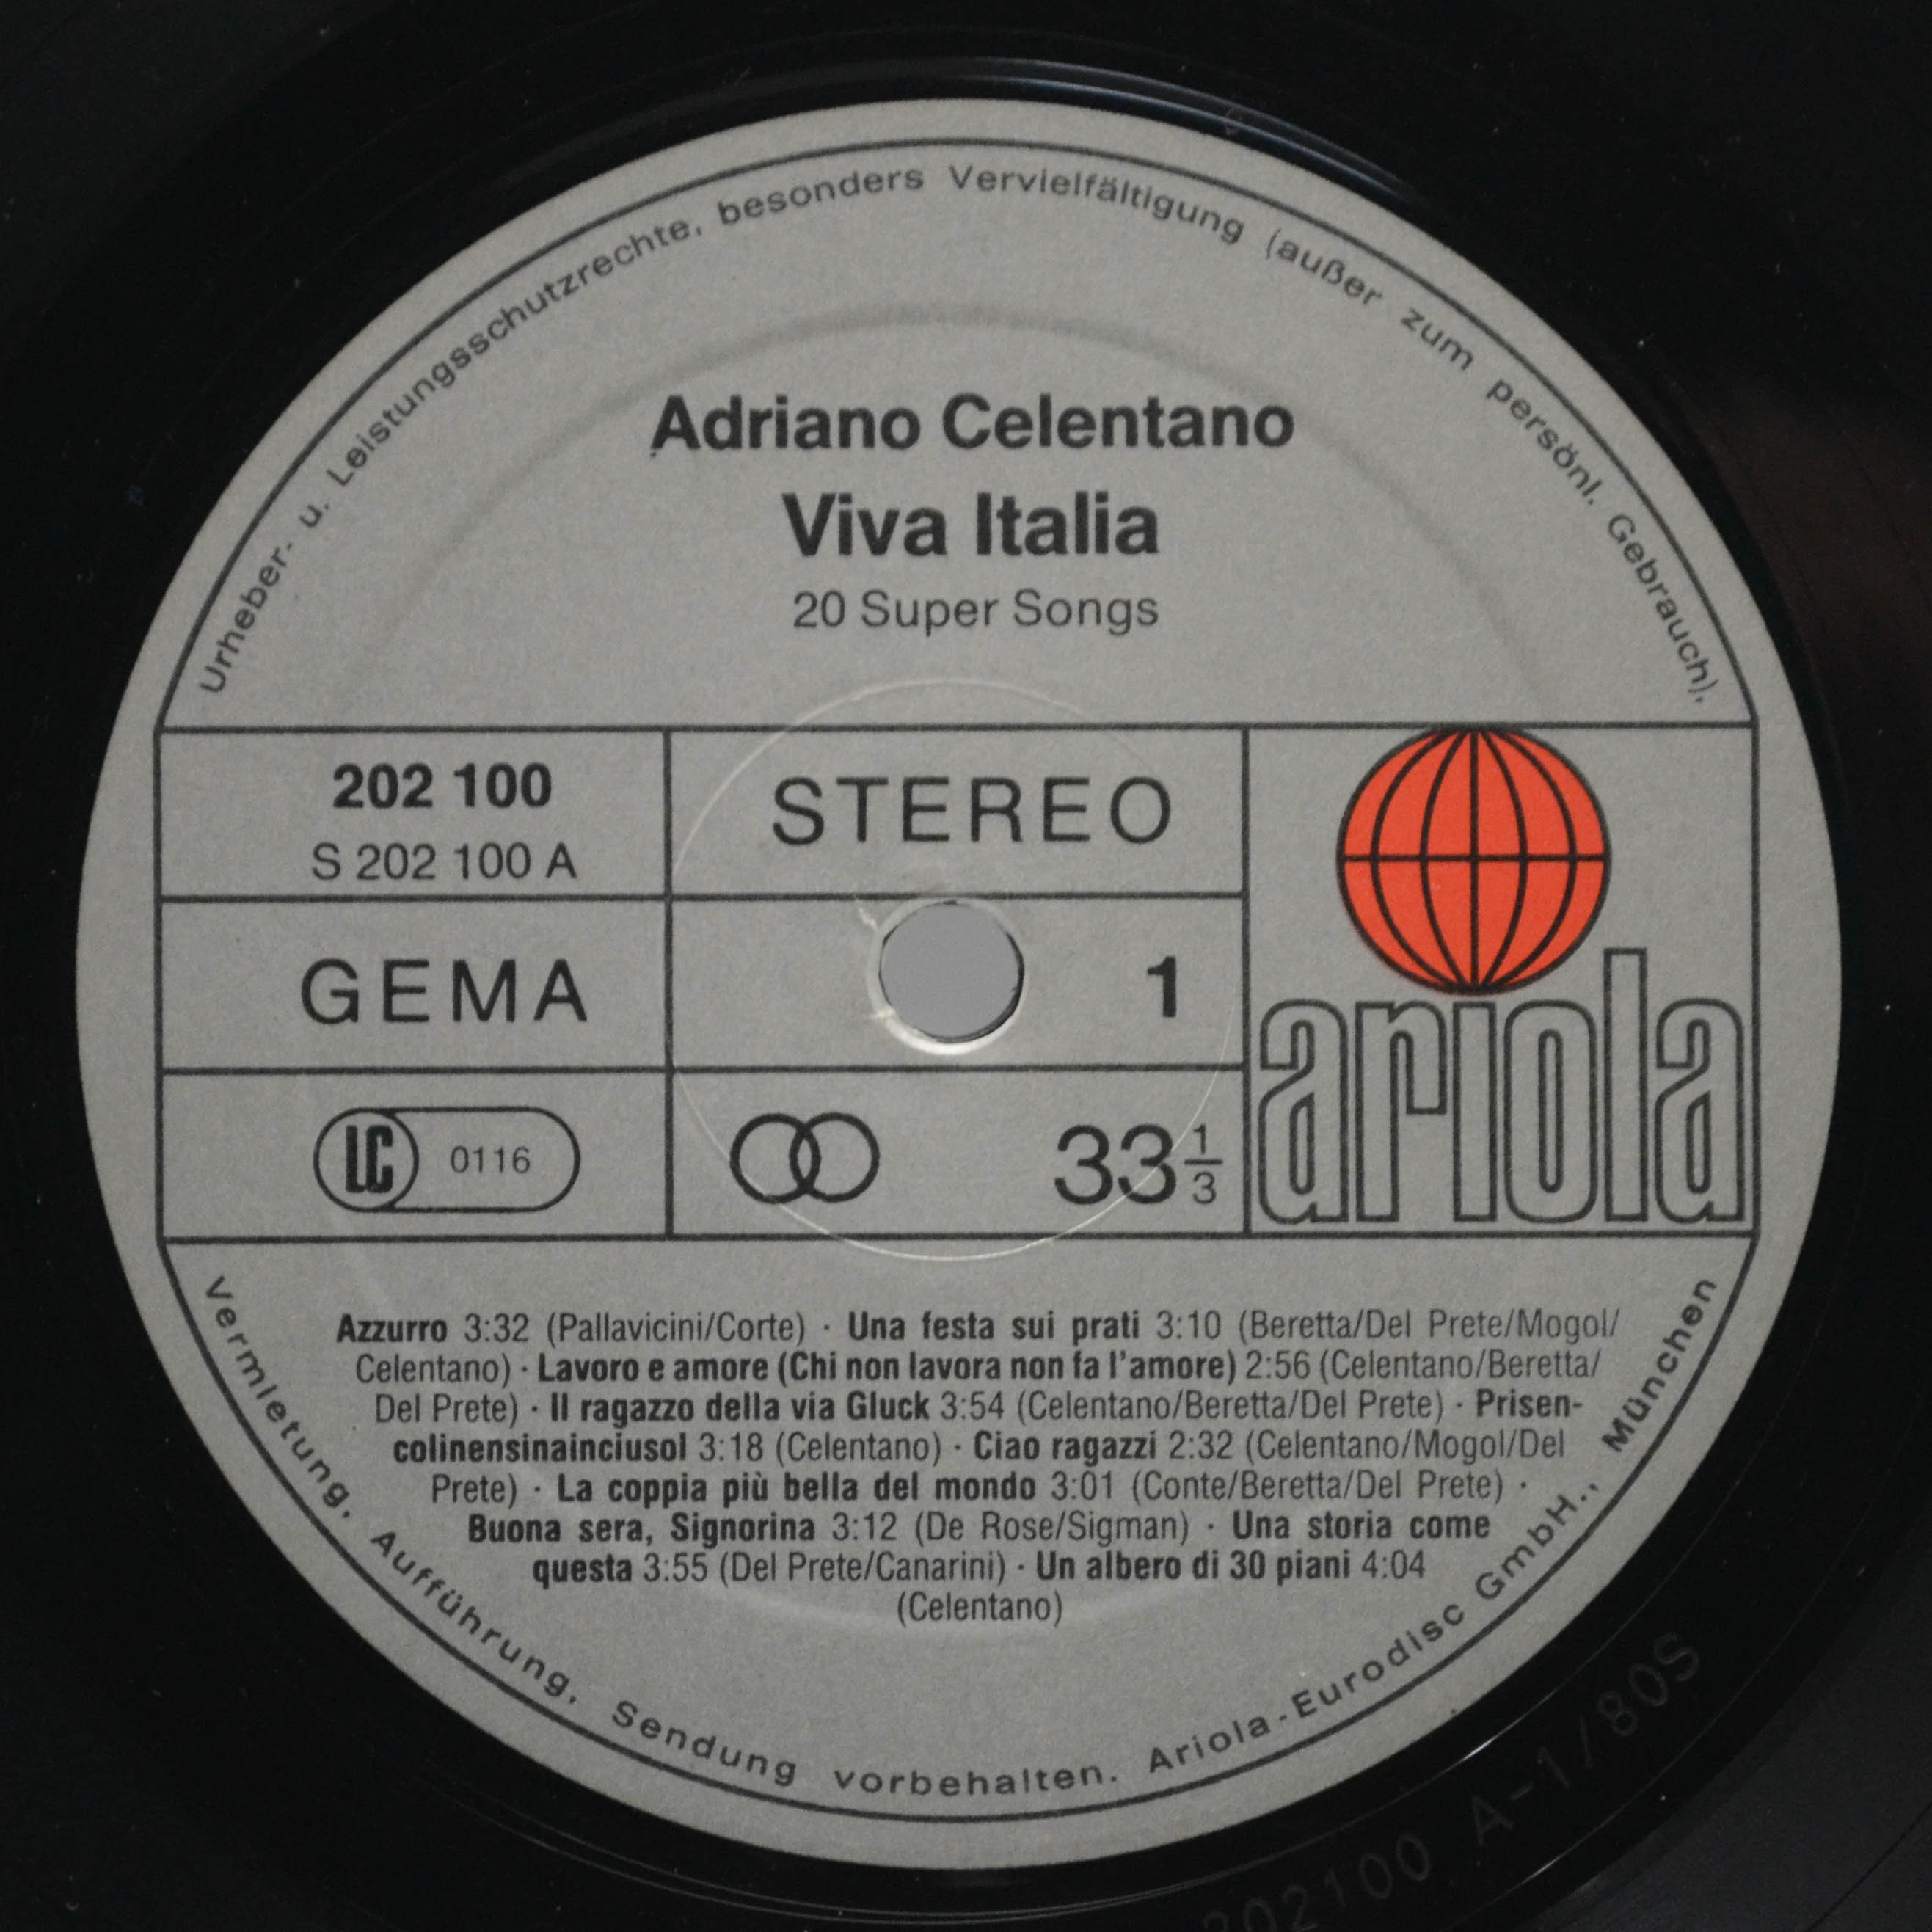 Urheber- u. Leistungsschutzrechte, besonders Vervielfältigung (außer zum persönl. Gebrauch),
Adriano Celentano
Viva Italia
20 Super Songs
202 100
S 202 100 A
STEREO
GEMA
1
LC 0116
33 1/3
ariola
Azzurro 3:32 (Pallavicini/Corte) · Una festa sui prati 3:10 (Beretta/Del Prete/Mogol/
Celentano) · Lavoro e amore (Chi non lavora non fa l'amore) 2:56 (Celentano/Beretta/
Del Prete) · Il ragazzo della via Gluck 3:54 (Celentano/Beretta/Del Prete) · Prisen-
colinensinainciusol 3:18 (Celentano) · Ciao ragazzi 2:32 (Celentano/Mogol/Del
Prete) · La coppia più bella del mondo 3:01 (Conte/Beretta/Del Prete) ·
Buona sera, Signorina 3:12 (De Rose/Sigman) · Una storia come
questa 3:55 (Del Prete/Canarini) · Un albero di 30 piani 4:04
(Celentano)
Vermietung, Aufführung, Sendung vorbehalten. Ariola-Eurodisc GmbH., München
202100 A-1/80S